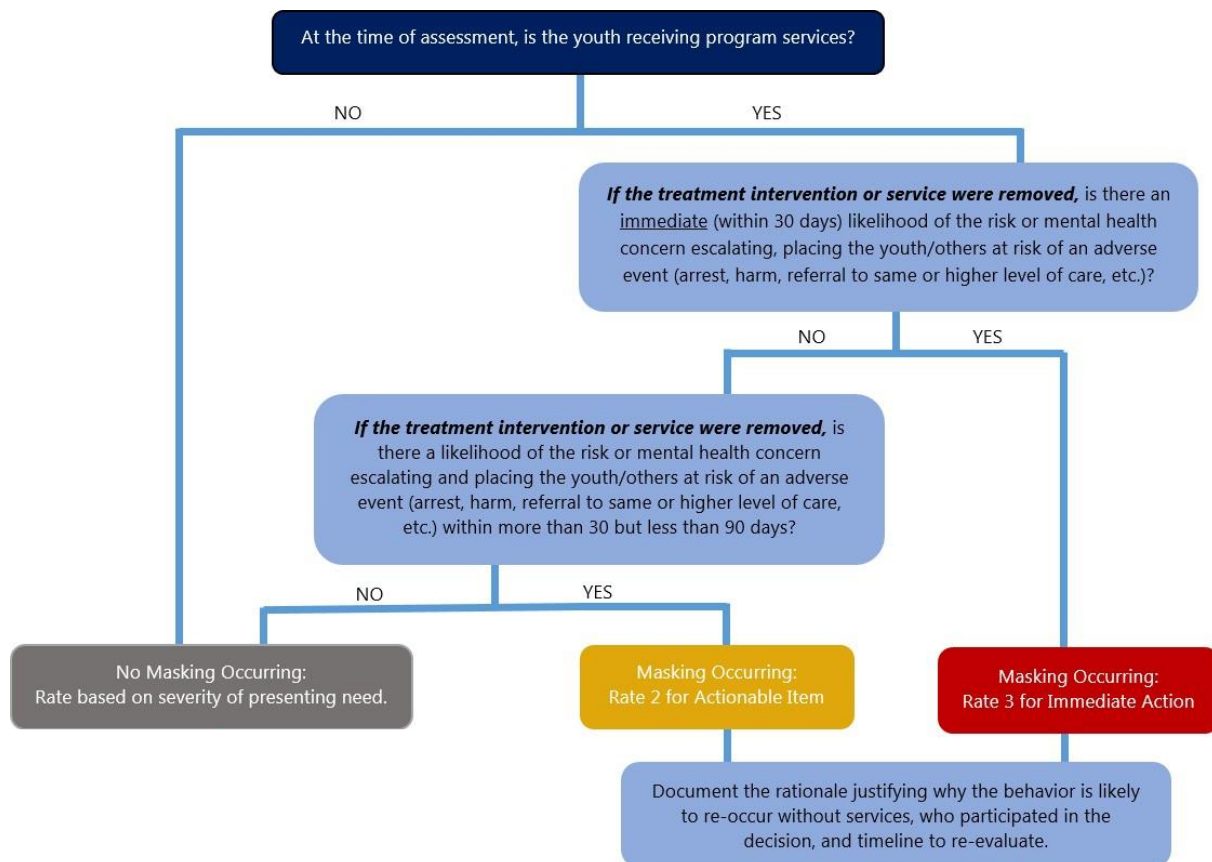 At the time of assessment, is the youth receiving program services?
NO
YES
If the treatment intervention or service were removed, is there an
immediate (within 30 days) likelihood of the risk or mental health
concern escalating, placing the youth/others at risk of an adverse
event (arrest, harm, referral to same or higher level of care, etc.)?
NO
YES
If the treatment intervention or service were removed, is
there a likelihood of the risk or mental health concern
escalating and placing the youth/others at risk of an adverse
event (arrest, harm, referral to same or higher level of care,
etc.) within more than 30 but less than 90 days?
NO
YES
No Masking Occurring:
Rate based on severity of presenting need.
Masking Occurring:
Rate 2 for Actionable Item
Masking Occurring:
Rate 3 for Immediate Action
Document the rationale justifying why the behavior is likely
to re-occur without services, who participated in the
decision, and timeline to re-evaluate.